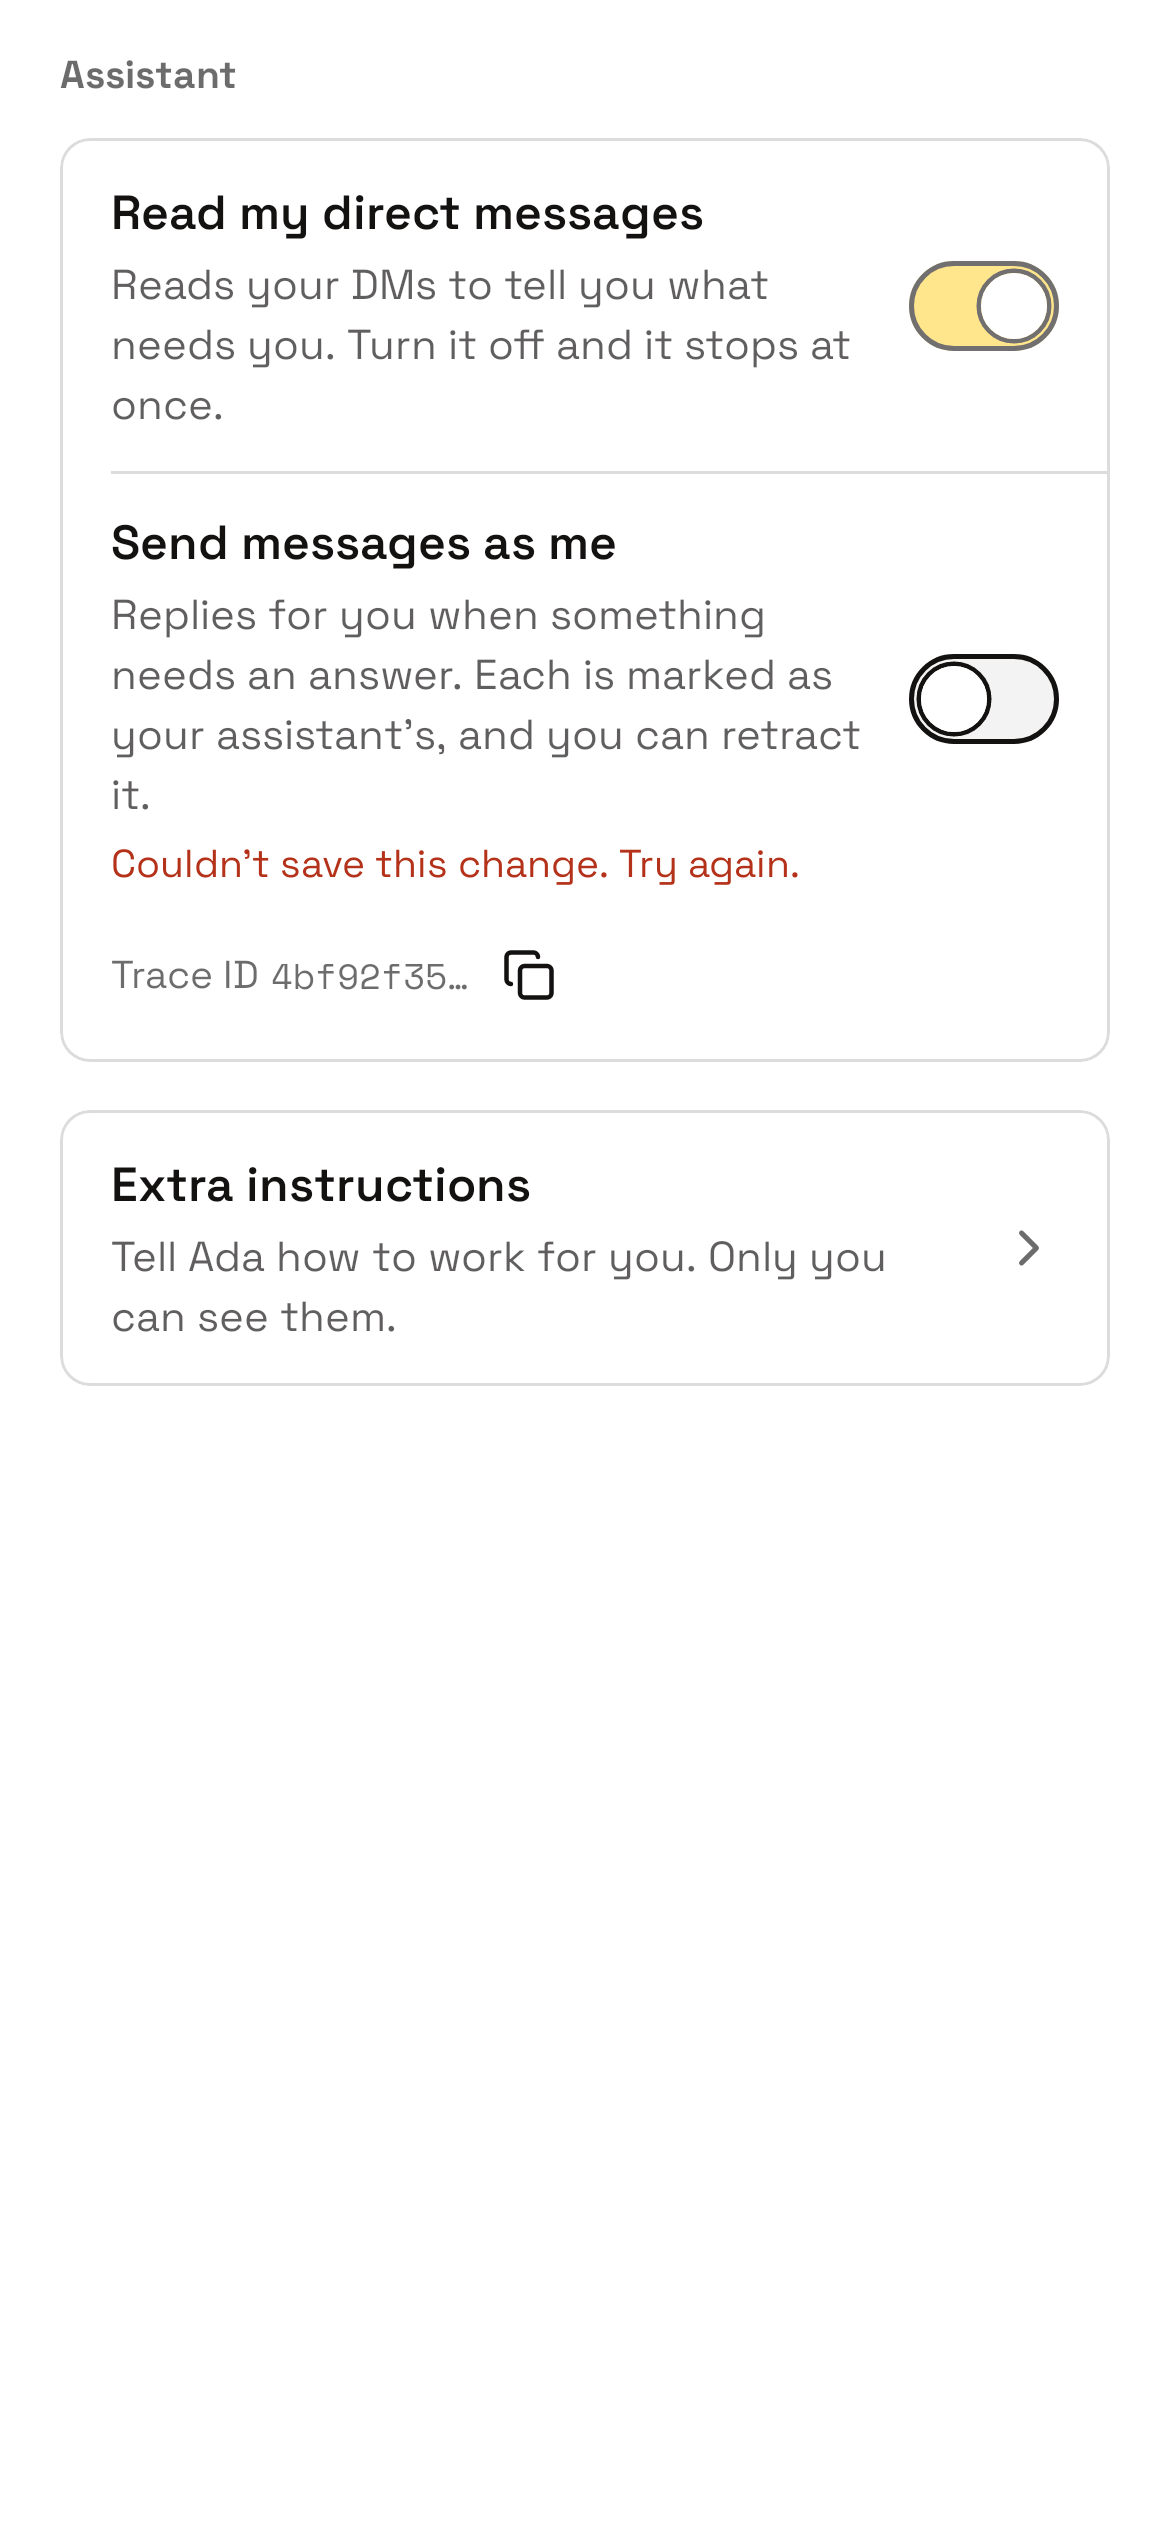 Assistant
Read my direct messages
Reads your DMs to tell you what
needs you. Turn it off and it stops at
once.
Send messages as me
Replies for you when something
needs an answer. Each is marked as
your assistant’s, and you can retract
it.
Couldn’t save this change. Try again.
Trace ID 4bf92f35…
Extra instructions
Tell Ada how to work for you. Only you
can see them.